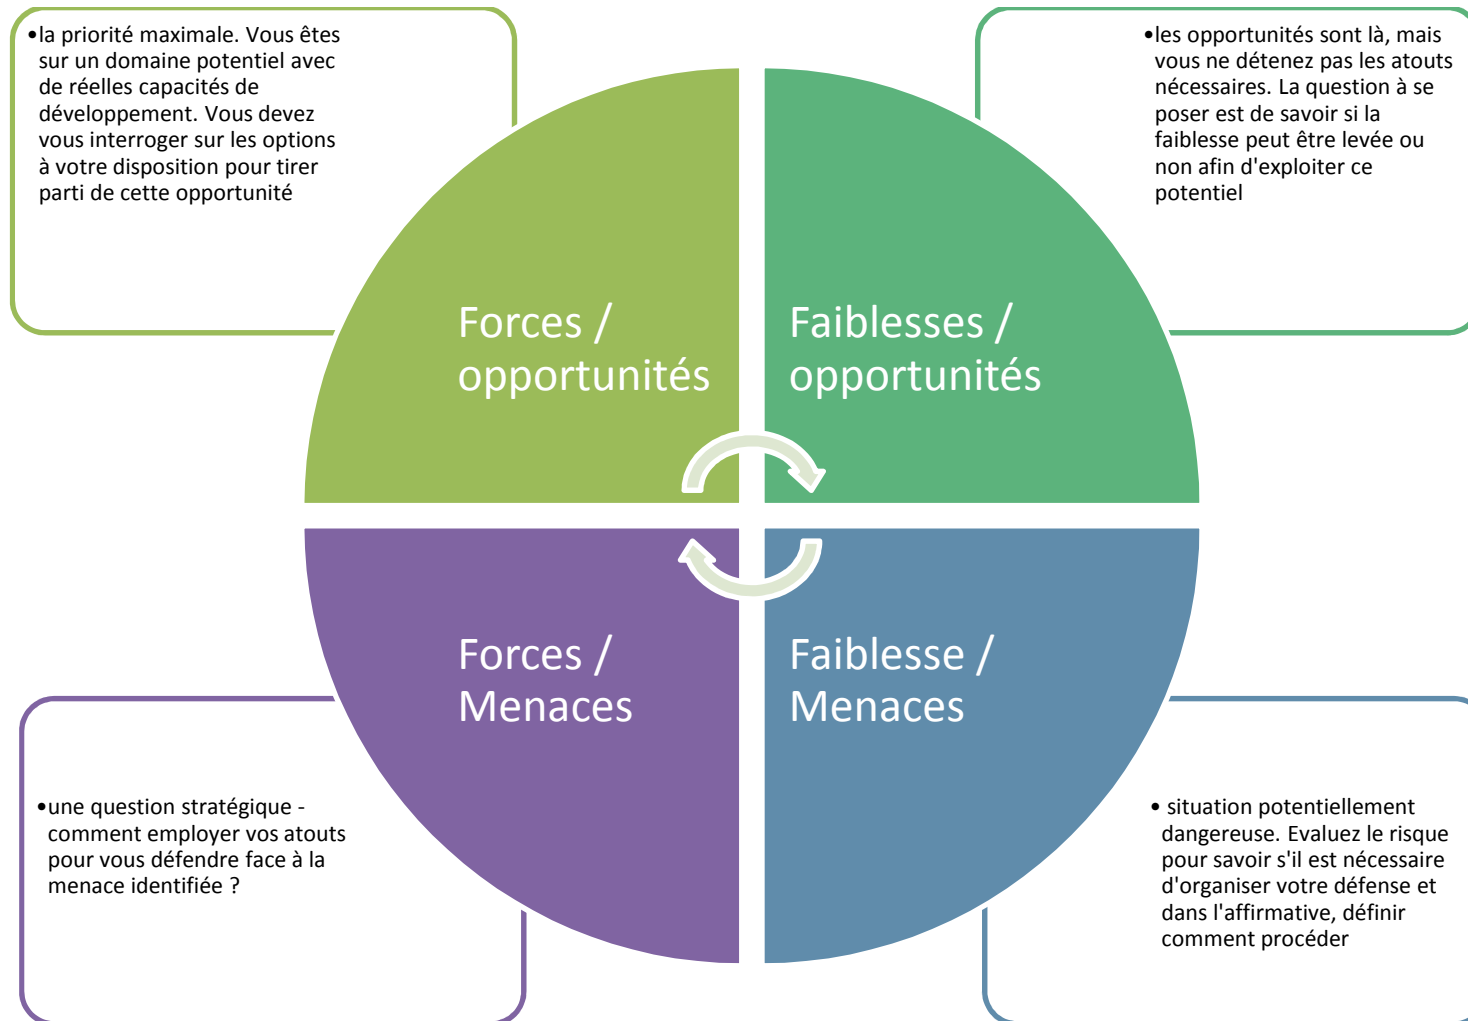 •la priorité maximale. Vous êtes
sur un domaine potentiel avec
de réelles capacités de
développement. Vous devez
vous interroger sur les options
à votre disposition pour tirer
parti de cette opportunité
•les opportunités sont là, mais
vous ne détenez pas les atouts
nécessaires. La question à se
poser est de savoir si la
faiblesse peut être levée ou
non afin d'exploiter ce
potentiel
Forces /
opportunités
Faiblesses /
opportunités
Forces /
Menaces
Faiblesse /
Menaces
•une question stratégique -
comment employer vos atouts
pour vous défendre face à la
menace identifiée ?
• situation potentiellement
dangereuse. Evaluez le risque
pour savoir s'il est nécessaire
d'organiser votre défense et
dans l'affirmative, définir
comment procéder